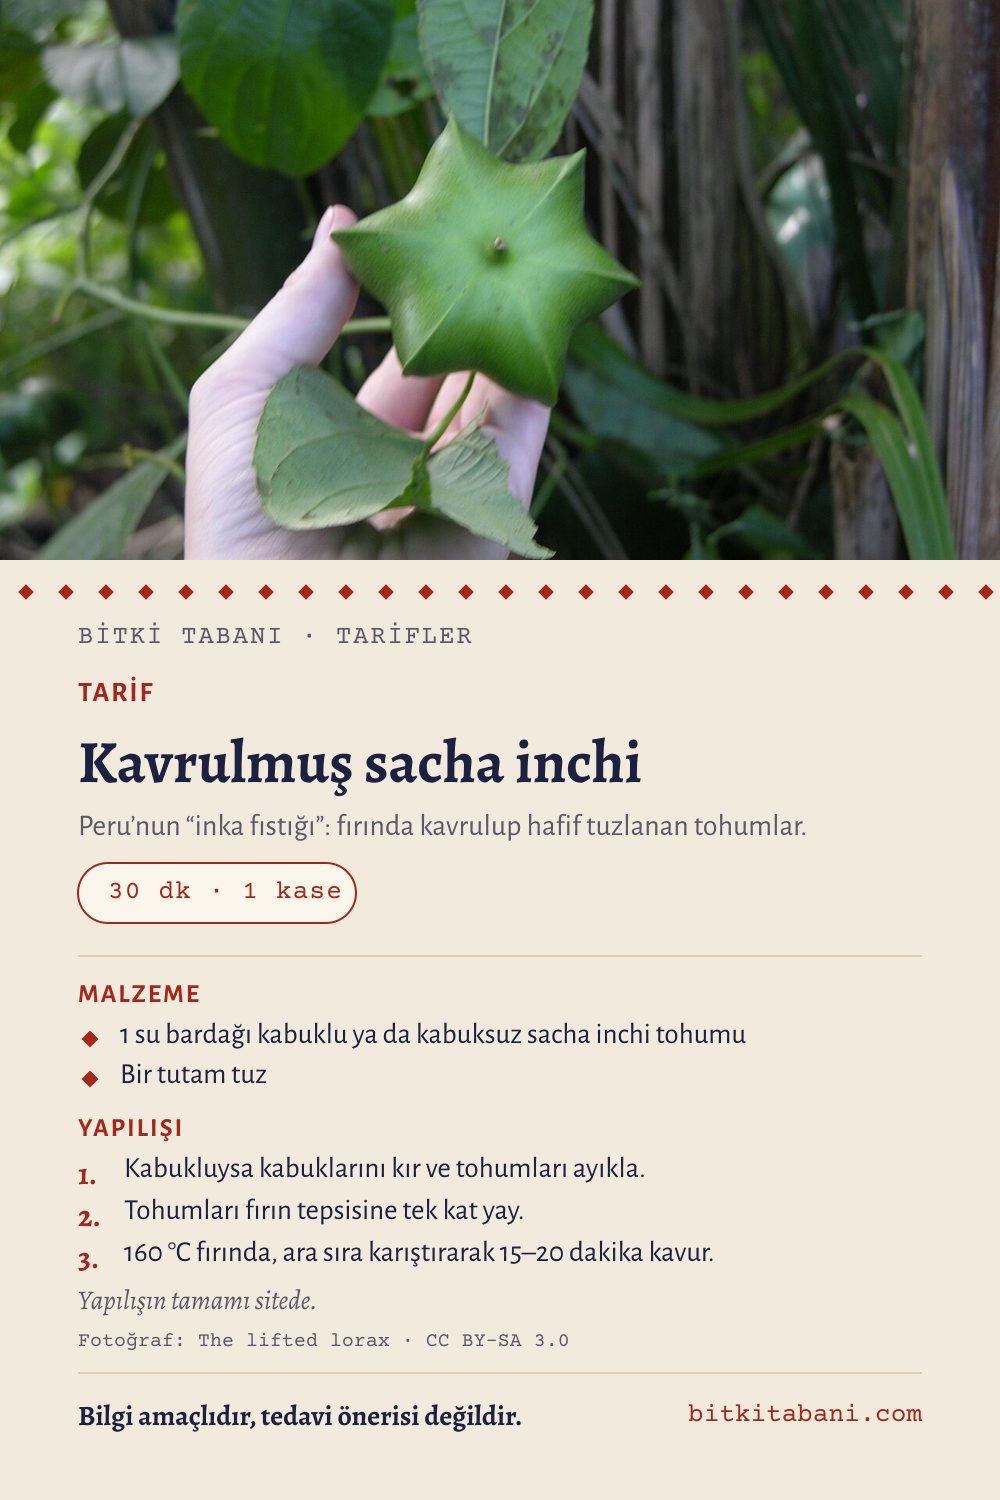 BİTKİ TABANI · TARİFLER
TARİF
Kavrulmuş sacha inchi
Peru’nun “inka fıstığı”: fırında kavrulup hafif tuzlanan tohumlar.
30 dk · 1 kase
MALZEME
◆ 1 su bardağı kabuklu ya da kabuksuz sacha inchi tohumu
◆ Bir tutam tuz
YAPILIŞI
1. Kabukluysa kabuklarını kır ve tohumları ayıkla.
2. Tohumları fırın tepsisine tek kat yay.
3. 160 °C fırında, ara sıra karıştırarak 15–20 dakika kavur.
Yapılışın tamamı sitede.
Fotoğraf: The lifted lorax · CC BY-SA 3.0
Bilgi amaçlıdır, tedavi önerisi değildir.
bitkitabani.com